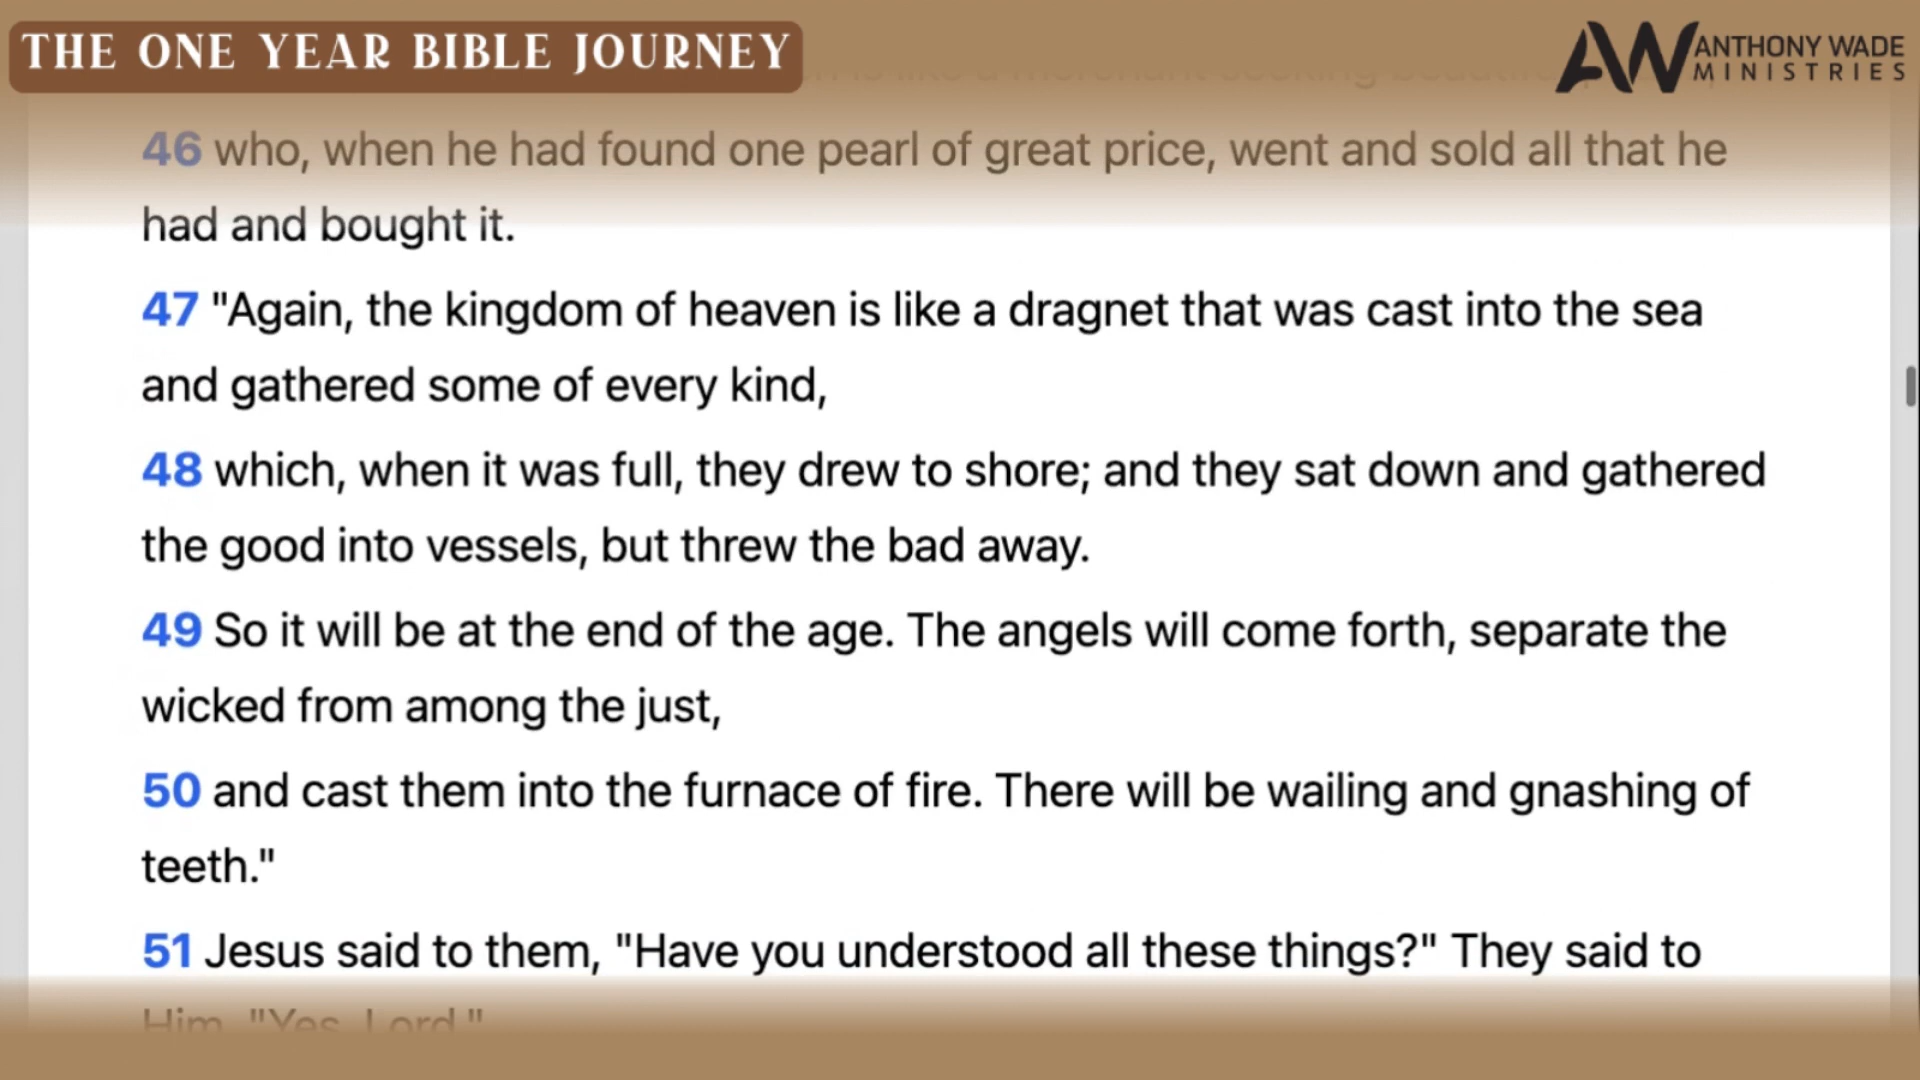 THE ONE YEAR BIBLE JOURNEY
ANTHONY WADE
MINISTRIES
46 who, when he had found one pearl of great price, went and sold all that he
had and bought it.
47 "Again, the kingdom of heaven is like a dragnet that was cast into the sea
and gathered some of every kind,
48 which, when it was full, they drew to shore; and they sat down and gathered
the good into vessels, but threw the bad away.
49 So it will be at the end of the age. The angels will come forth, separate the
wicked from among the just,
50 and cast them into the furnace of fire. There will be wailing and gnashing of
teeth."
51 Jesus said to them, "Have you understood all these things?" They said to
Him, "Yes, Lord."